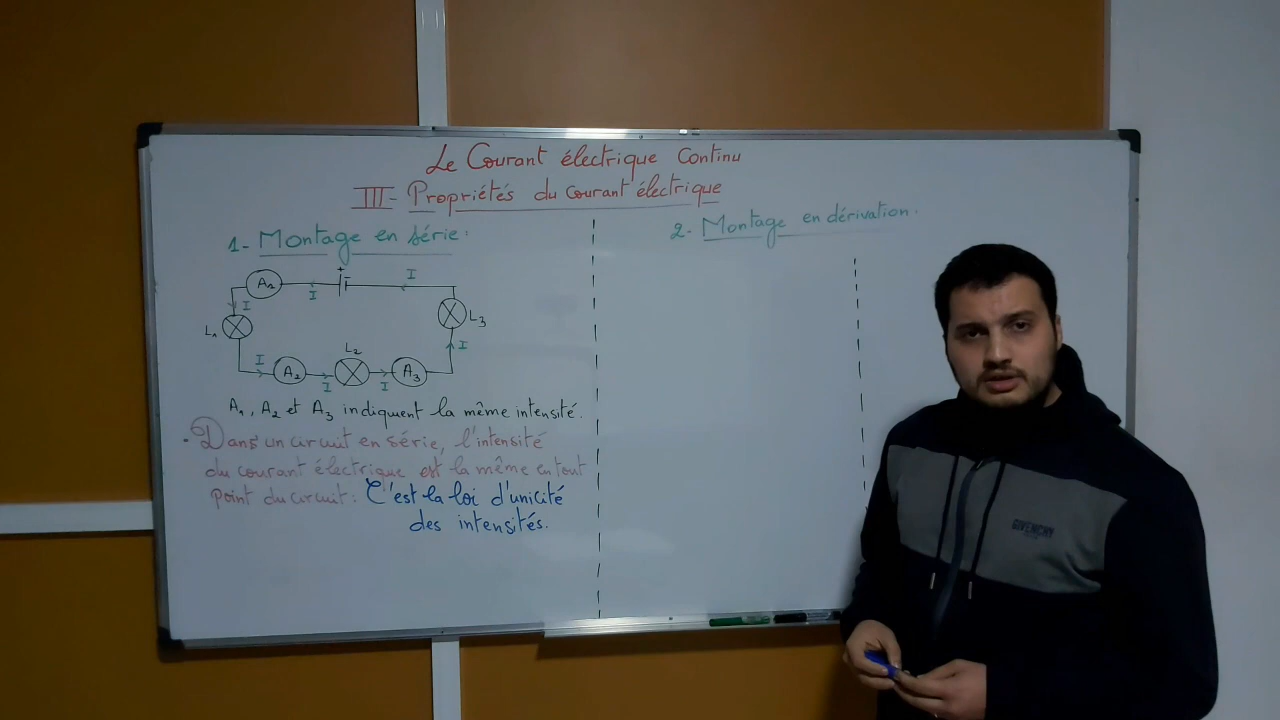 Le Courant électrique Continu
III- Propriétés du courant électrique
1- Montage en série:
A1
I
I
I
L1
L3
I
A2
I
L2
I
A3
I
A1, A2 et A3 indiquent la même intensité.
Dans un circuit en série, l'intensité
du courant électrique est la même en tout
point du circuit: C'est la loi d'unicité
des intensités.
2- Montage en dérivation:
GIVENCHY